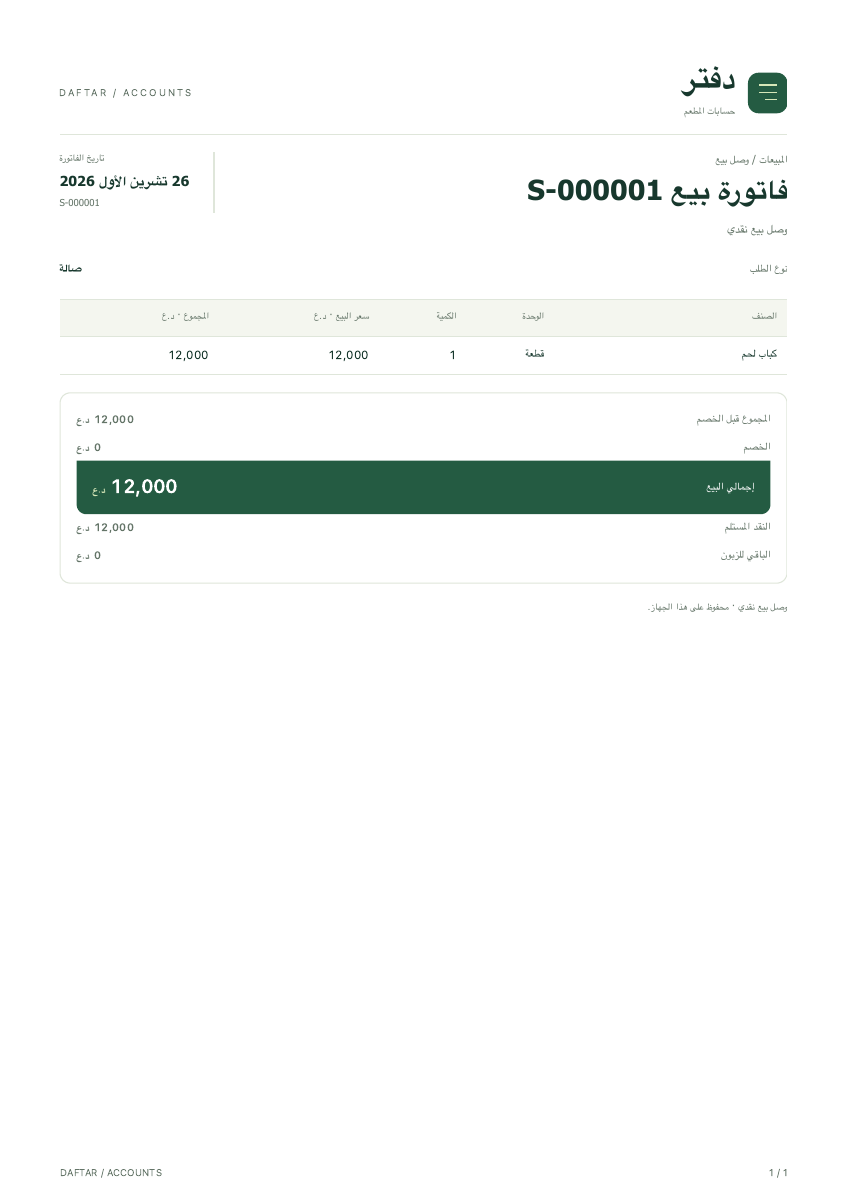 دفتر
حسابات المطعم
DAFTAR / ACCOUNTS
المبيعات / وصل بيع
فاتورة بيع S-000001
وصل بيع نقدي
تاريخ الفاتورة
26 تشرين الأول 2026
S-000001
نوع الطلب صالة
الصنف الوحدة الكمية سعر البيع · د.ع المجموع · د.ع
كباب لحم قطعة 1 12,000 12,000
المجموع قبل الخصم 12,000 د.ع
الخصم 0 د.ع
إجمالي البيع 12,000 د.ع
النقد المستلم 12,000 د.ع
الباقي للزبون 0 د.ع
وصل بيع نقدي · محفوظ على هذا الجهاز.
DAFTAR / ACCOUNTS 1 / 1